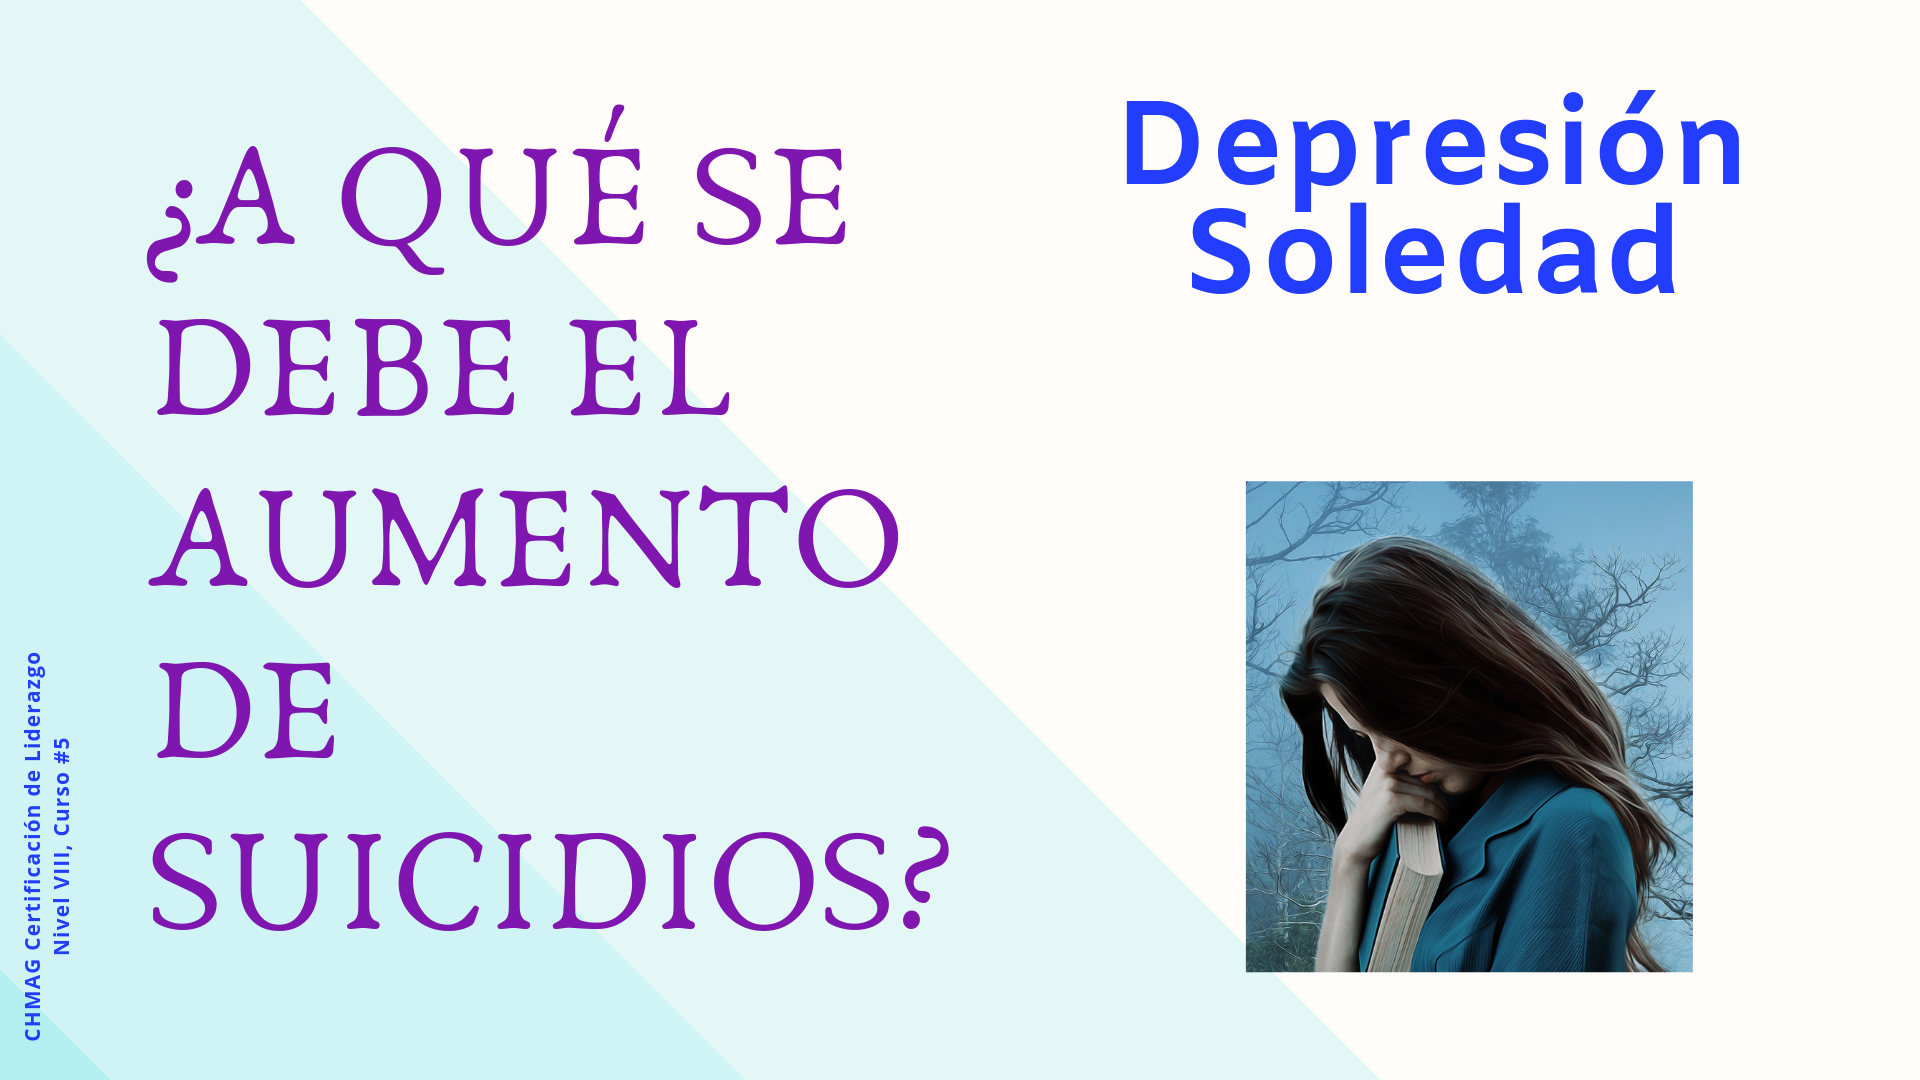 ¿A QUÉ SE
DEBE EL
AUMENTO
DE
SUICIDIOS?
Depresión
Soledad
CHMAG Certificación de Liderazgo
Nivel VIII, Curso #5